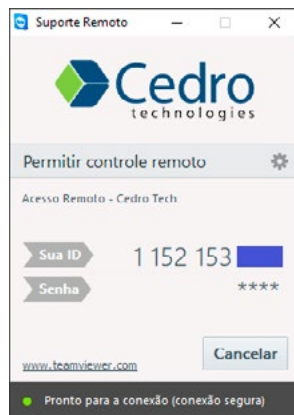 Suporte Remoto
Cedro
technologies
Permitir controle remoto
Acesso Remoto - Cedro Tech
Sua ID 1 152 153
Senha ****
www.teamviewer.com Cancelar
Pronto para a conexão (conexão segura)